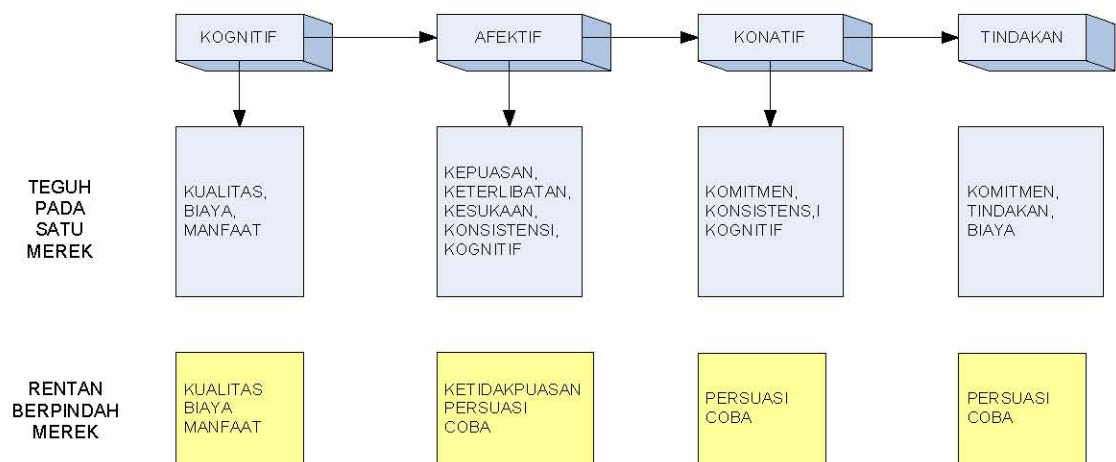 KOGNITIF
AFEKTIF
KONATIF
TINDAKAN
TEGUH
PADA
SATU
MEREK
KUALITAS,
BIAYA,
MANFAAT
KEPUASAN,
KETERLIBATAN,
KESUKAAN,
KONSISTENSI,
KOGNITIF
KOMITMEN,
KONSISTENS,I
KOGNITIF
KOMITMEN,
TINDAKAN,
BIAYA
RENTAN
BERPINDAH
MEREK
KUALITAS
BIAYA
MANFAAT
KETIDAKPUASAN
PERSUASI
COBA
PERSUASI
COBA
PERSUASI
COBA